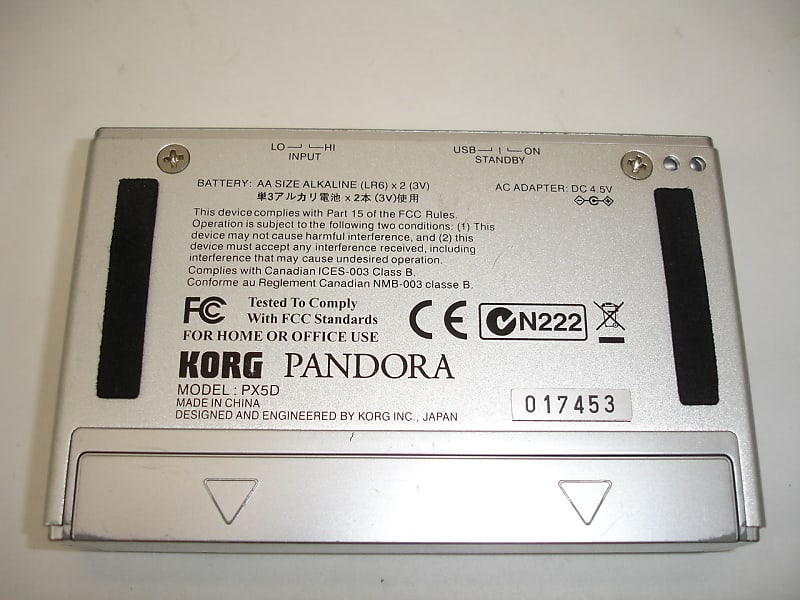 LO HI
INPUT
USB I ON
STANDBY
BATTERY: AA SIZE ALKALINE (LR6) x 2 (3V)
AC ADAPTER: DC 4.5V
単3アルカリ電池 x 2本 (3V)使用
This device complies with Part 15 of the FCC Rules.
Operation is subject to the following two conditions: (1) This
device may not cause harmful interference, and (2) this
device must accept any interference received, including
interference that may cause undesired operation.
Complies with Canadian ICES-003 Class B.
Conforme au Reglement Canadien NMB-003 classe B.
FC Tested To Comply
With FCC Standards
FOR HOME OR OFFICE USE
CE N222
KORG PANDORA
MODEL : PX5D
MADE IN CHINA
DESIGNED AND ENGINEERED BY KORG INC., JAPAN
017453